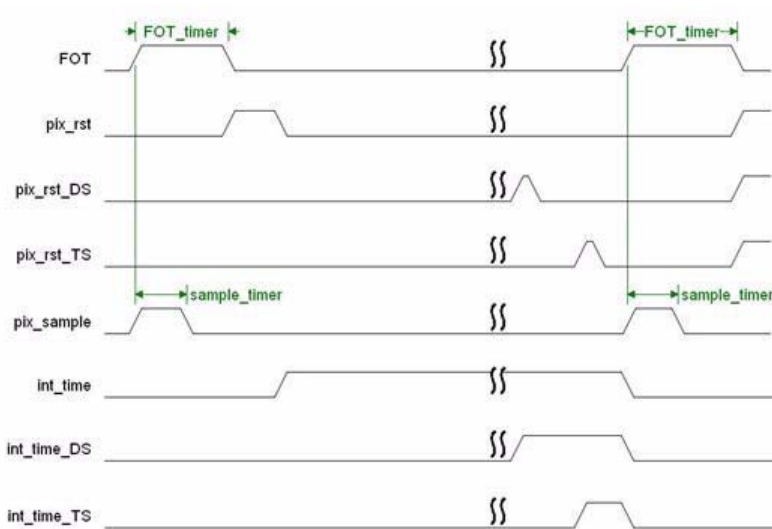 FOT_timer FOT_timer
FOT
pix_rst
pix_rst_DS
pix_rst_TS
sample_timer sample_timer
pix_sample
int_time
int_time_DS
int_time_TS